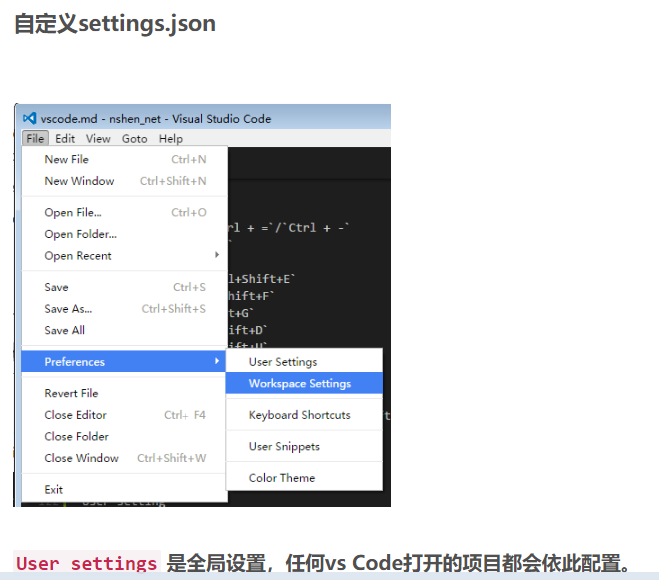 自定义settings.json
vscode.md - nshen_net - Visual Studio Code
File Edit View Goto Help
New File Ctrl+N
New Window Ctrl+Shift+N
Open File... Ctrl+O
rl + =`/`Ctrl + -`
Open Folder...
Open Recent
l+Shift+E`
Save Ctrl+S
hift+F`
Save As... Ctrl+Shift+S
t+G`
Save All
ift+D`
Preferences
User Settings
Workspace Settings
Revert File
Close Editor Ctrl+ F4
Keyboard Shortcuts
Close Folder
User Snippets
Close Window Ctrl+Shift+W
Color Theme
Exit
User settings 是全局设置，任何vs Code打开的项目都会依此配置。